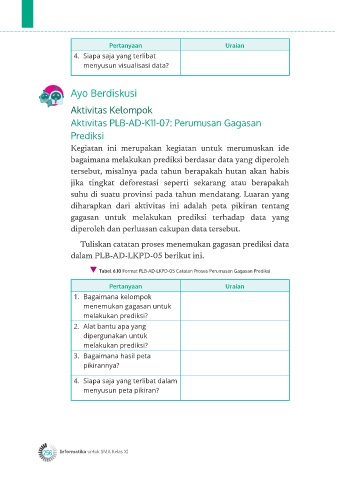 Pertanyaan Uraian
4. Siapa saja yang terlibat
menyusun visualisasi data?
Ayo Berdiskusi
Aktivitas Kelompok
Aktivitas PLB-AD-K11-07: Perumusan Gagasan
Prediksi
Kegiatan ini merupakan kegiatan untuk merumuskan ide
bagaimana melakukan prediksi berdasar data yang diperoleh
tersebut, misalnya pada tahun berapakah hutan akan habis
jika tingkat deforestasi seperti sekarang atau berapakah
suhu di suatu provinsi pada tahun mendatang. Luaran yang
diharapkan dari aktivitas ini adalah peta pikiran tentang
gagasan untuk melakukan prediksi terhadap data yang
diperoleh dan perluasan cakupan data tersebut.
Tuliskan catatan proses menemukan gagasan prediksi data
dalam PLB-AD-LKPD-05 berikut ini.
Tabel 6.10 Format PLB-AD-LKPD-05 Catatan Proses Perumusan Gagasan Prediksi
Pertanyaan Uraian
1. Bagaimana kelompok
menemukan gagasan untuk
melakukan prediksi?
2. Alat bantu apa yang
dipergunakan untuk
melakukan prediksi?
3. Bagaimana hasil peta
pikirannya?
4. Siapa saja yang terlibat dalam
menyusun peta pikiran?
256 Informatika untuk SMA Kelas XI